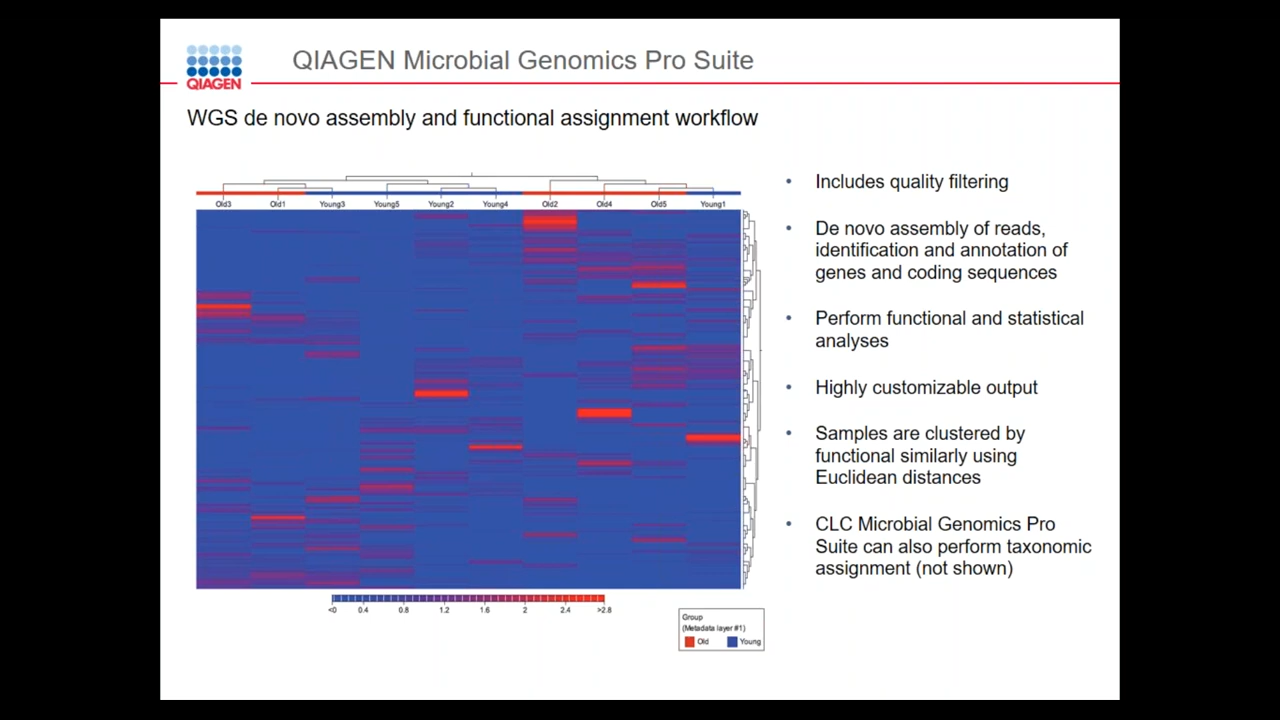 QIAGEN
QIAGEN Microbial Genomics Pro Suite
WGS de novo assembly and functional assignment workflow
Old3 Old1 Young3 Young5 Young2 Young4 Old2 Old4 Old5 Young1
<0 0.4 0.8 1.2 1.6 2 2.4 >2.8
Group
(Metadata layer #1)
Old Young
• Includes quality filtering
• De novo assembly of reads,
identification and annotation of
genes and coding sequences
• Perform functional and statistical
analyses
• Highly customizable output
• Samples are clustered by
functional similarly using
Euclidean distances
• CLC Microbial Genomics Pro
Suite can also perform taxonomic
assignment (not shown)